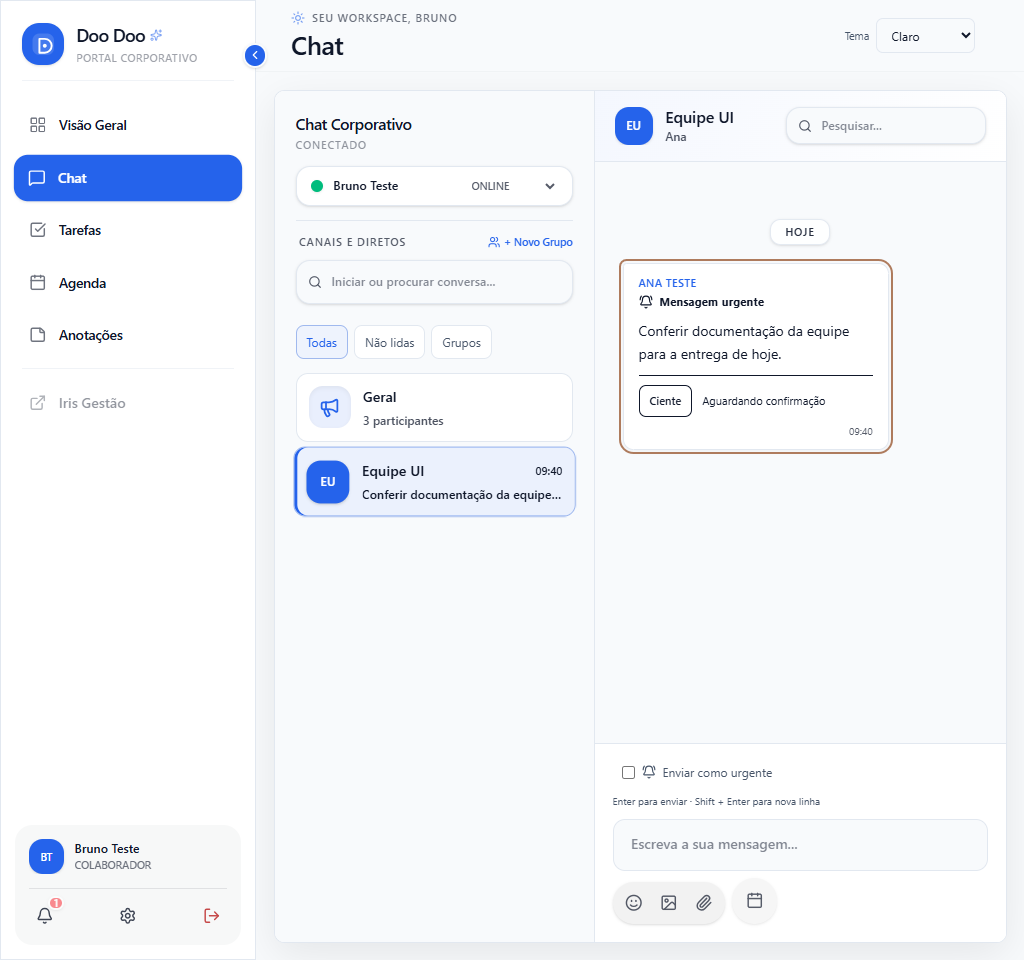 Doo Doo
PORTAL CORPORATIVO
Visão Geral
Chat
Tarefas
Agenda
Anotações
Iris Gestão
BT
Bruno Teste
COLABORADOR
1
SEU WORKSPACE, BRUNO
Chat
Tema
Claro
Chat Corporativo
CONECTADO
Bruno Teste
ONLINE
CANAIS E DIRETOS
+ Novo Grupo
Iniciar ou procurar conversa...
Todas
Não lidas
Grupos
Geral
3 participantes
EU
Equipe UI
09:40
Conferir documentação da equipe...
EU
Equipe UI
Ana
Pesquisar...
HOJE
ANA TESTE
Mensagem urgente
Conferir documentação da equipe
para a entrega de hoje.
Ciente
Aguardando confirmação
09:40
Enviar como urgente
Enter para enviar · Shift + Enter para nova linha
Escreva a sua mensagem...